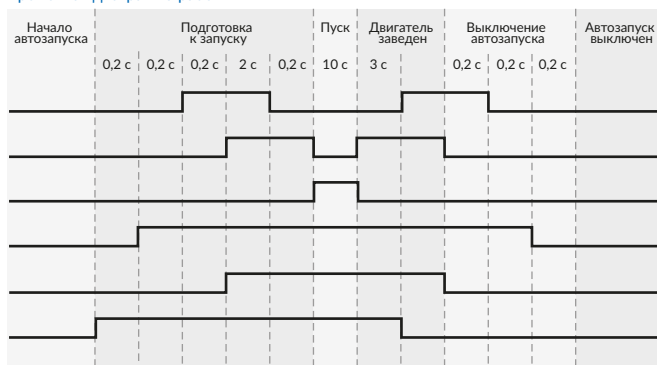 Начало
автозапуска
Подготовка
к запуску
Пуск
Двигатель
заведен
Выключение
автозапуска
Автозапуск
выключен
0,2 с 0,2 с 0,2 с 2 с 0,2 с 10 с 3 с 0,2 с 0,2 с 0,2 с